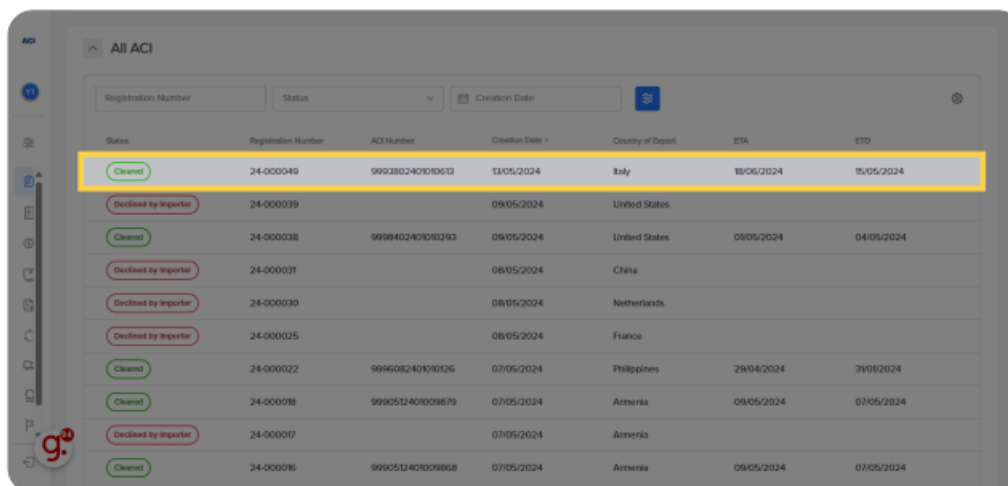 ACI
All ACI
YT
Registration Number Status Creation Date
Status Registration Number ACI Number Creation Date ↑ Country of Export ETA ETD
Cleared 24-000049 9993802401010613 13/05/2024 Italy 18/06/2024 15/05/2024
Declined by Importer 24-000039 09/05/2024 United States
Cleared 24-000038 9998402401010293 09/05/2024 United States 01/05/2024 04/05/2024
Declined by Importer 24-000031 08/05/2024 China
Declined by Importer 24-000030 08/05/2024 Netherlands
Declined by Importer 24-000025 08/05/2024 France
Cleared 24-000022 9996082401010126 07/05/2024 Philippines 29/04/2024 31/01/2024
Cleared 24-000018 9990512401009879 07/05/2024 Armenia 09/05/2024 07/05/2024
Declined by Importer 24-000017 07/05/2024 Armenia
g. 24
Cleared 24-000016 9990512401009868 07/05/2024 Armenia 09/05/2024 07/05/2024